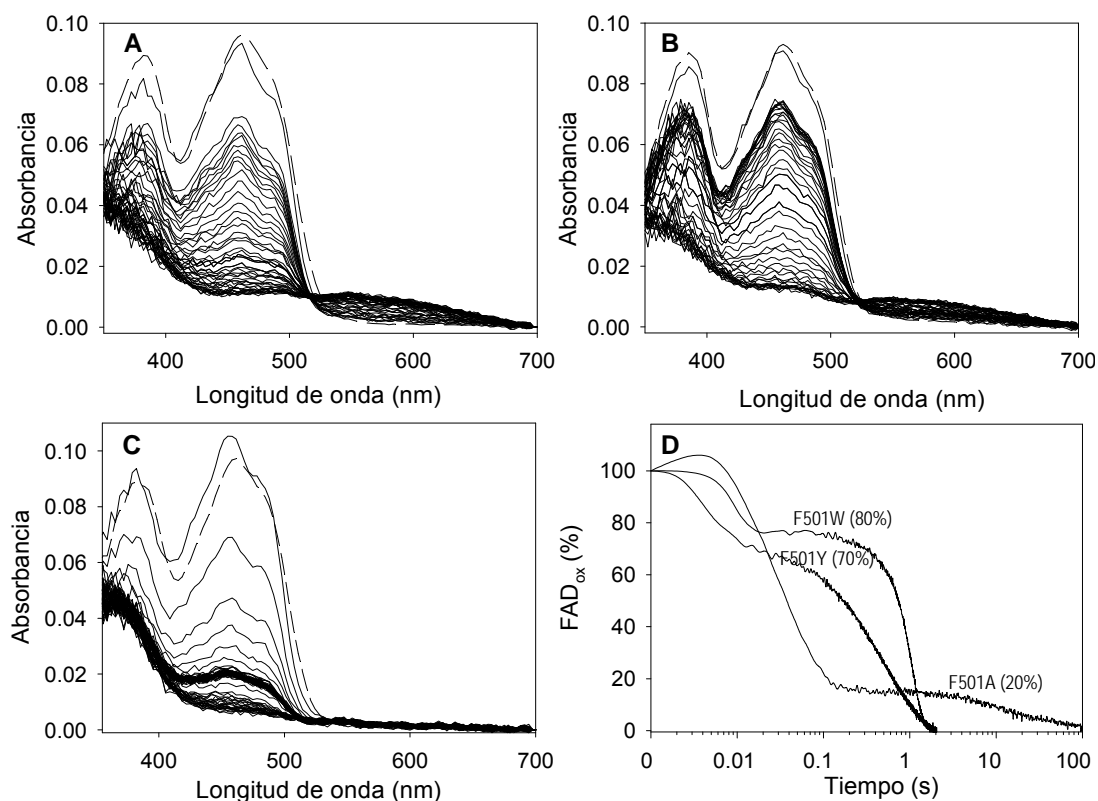 A
Absorbancia
0.10
0.08
0.06
0.04
0.02
0.00
400
500
600
700
Longitud de onda (nm)
B
Absorbancia
0.10
0.08
0.06
0.04
0.02
0.00
400
500
600
700
Longitud de onda (nm)
C
Absorbancia
0.10
0.08
0.06
0.04
0.02
0.00
400
500
600
700
Longitud de onda (nm)
D
FADox (%)
100
80
60
40
20
0
F501W (80%)
F501Y (70%)
F501A (20%)
0
0.01
0.1
1
10
100
Tiempo (s)